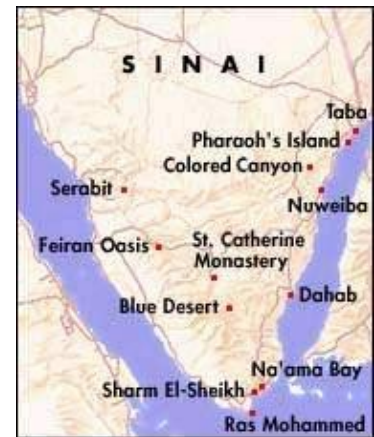 SINAI
Taba
Pharaoh's Island
Colored Canyon
Serabit
Nuweiba
Feiran Oasis
St. Catherine
Monastery
Dahab
Blue Desert
Na'ama Bay
Sharm El-Sheikh
Ras Mohammed